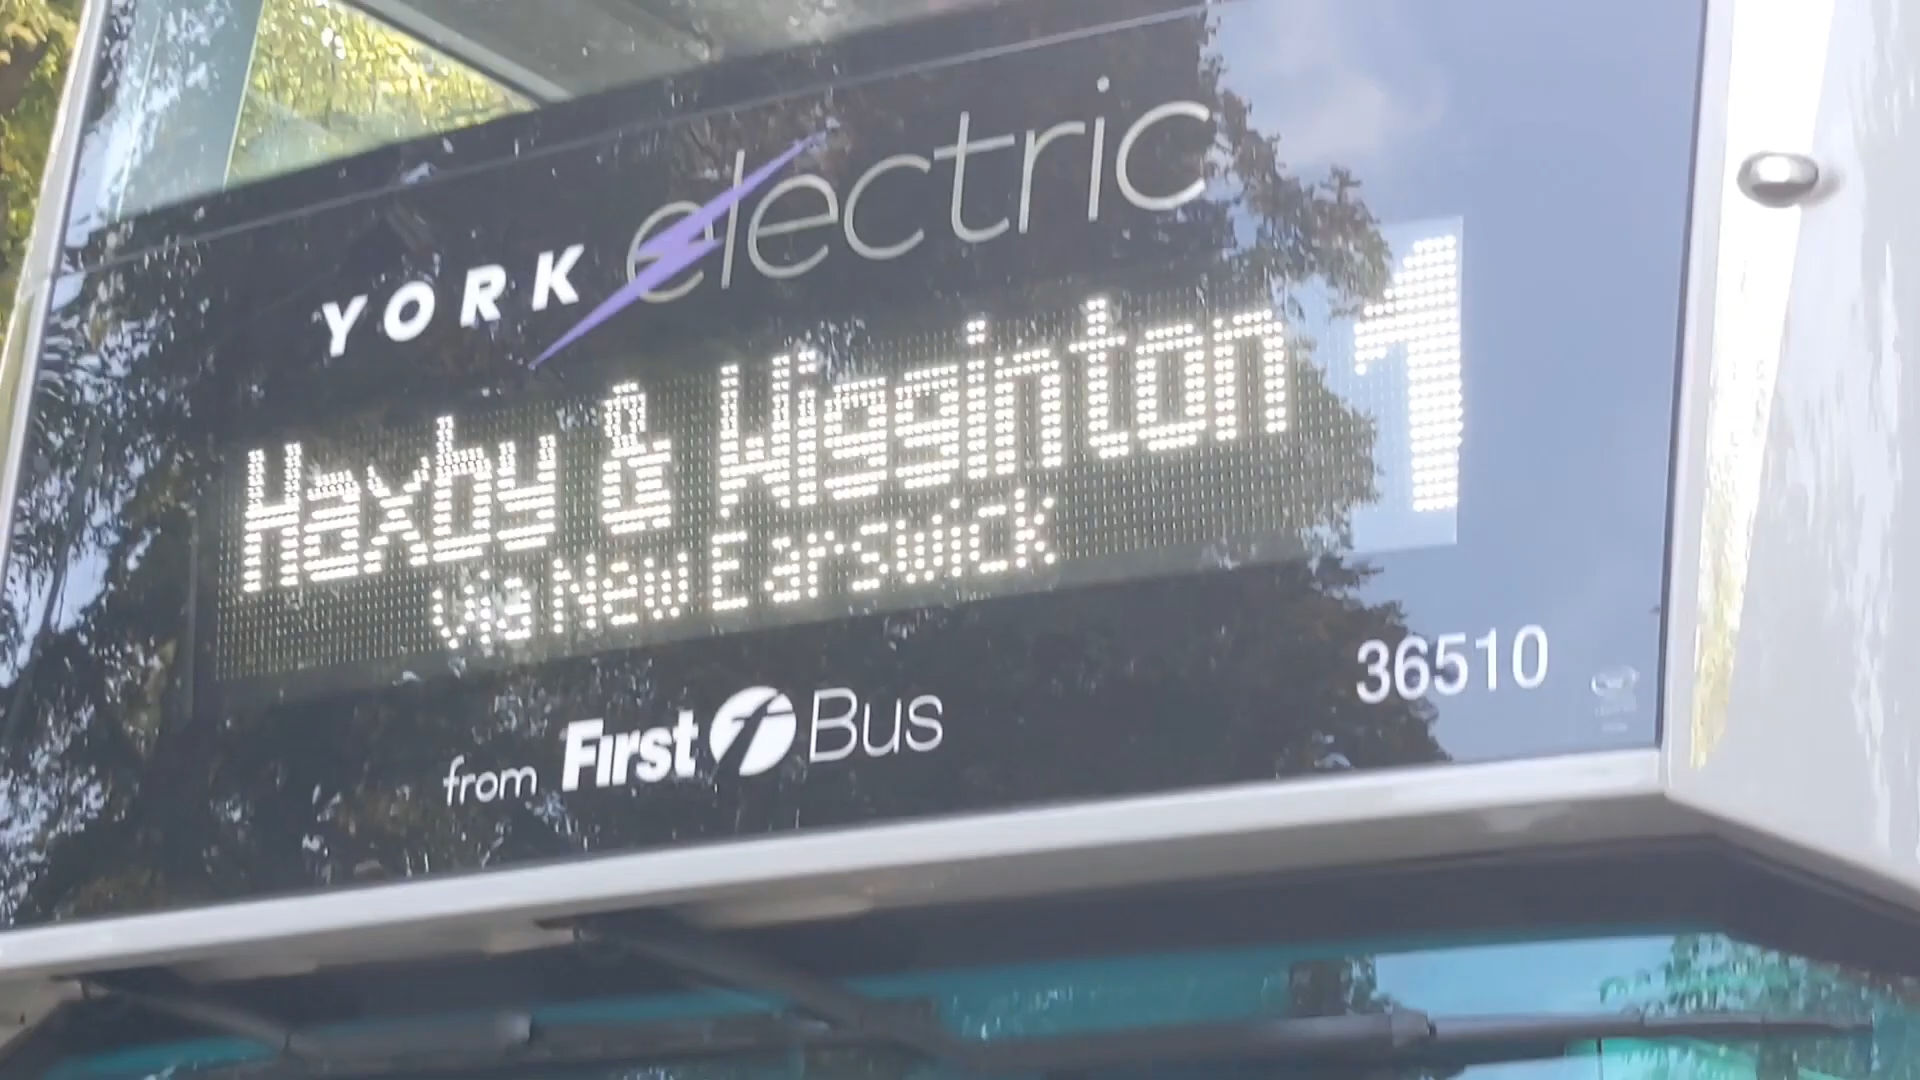 YORK electric
Haxby & Wigginton 1
via New Earswick
36510
from First Bus